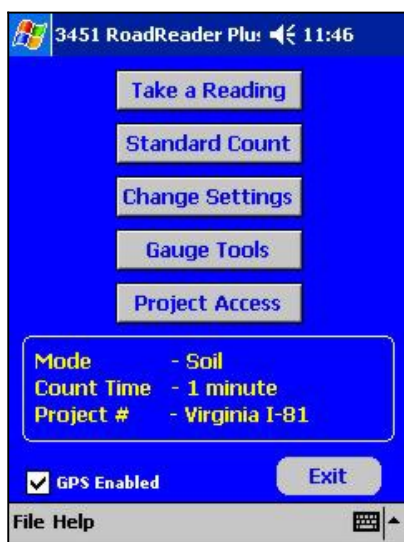 3451 RoadReader Plu: 11:46
Take a Reading
Standard Count
Change Settings
Gauge Tools
Project Access
Mode - Soil
Count Time - 1 minute
Project # - Virginia I-81
GPS Enabled
Exit
File Help